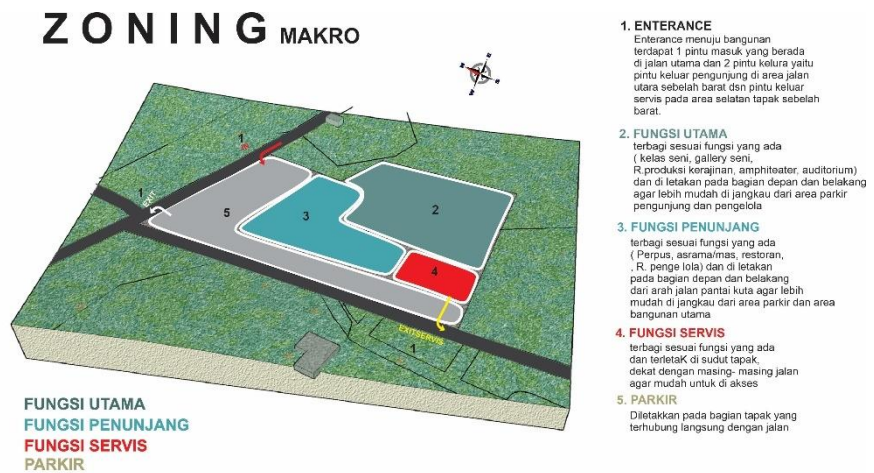 ZONING MAKRO
1. ENTERANCE
Enterance menuju bangunan
terdapat 1 pintu masuk yang berada
di jalan utama dan 2 pintu kelura yaitu
pintu keluar pengunjung di area jalan
utara sebelah barat dsn pintu keluar
servis pada area selatan tapak sebelah
barat.
2. FUNGSI UTAMA
terbagi sesuai fungsi yang ada
( kelas seni, gallery seni,
R.produksi kerajinan, amphiteater, auditorium)
dan di letakan pada bagian depan dan belakang
agar lebih mudah di jangkau dari area parkir
pengunjung dan pengelola
3. FUNGSI PENUNJANG
terbagi sesuai fungsi yang ada
( Perpus, asrama/mas, restoran,
, R. penge lola) dan di letakan
pada bagian depan dan belakang
dari arah jalan pantai kuta agar lebih
mudah di jangkau dari area parkir dan area
bangunan utama
4. FUNGSI SERVIS
terbagi sesuai fungsi yang ada
dan terletaK di sudut tapak,
dekat dengan masing- masing jalan
agar mudah untuk di akses
5. PARKIR
Diletakkan pada bagian tapak yang
terhubung langsung dengan jalan
1
IN
1
EXIT
5
3
2
4
EXIT SERVIS
1
FUNGSI UTAMA
FUNGSI PENUNJANG
FUNGSI SERVIS
PARKIR